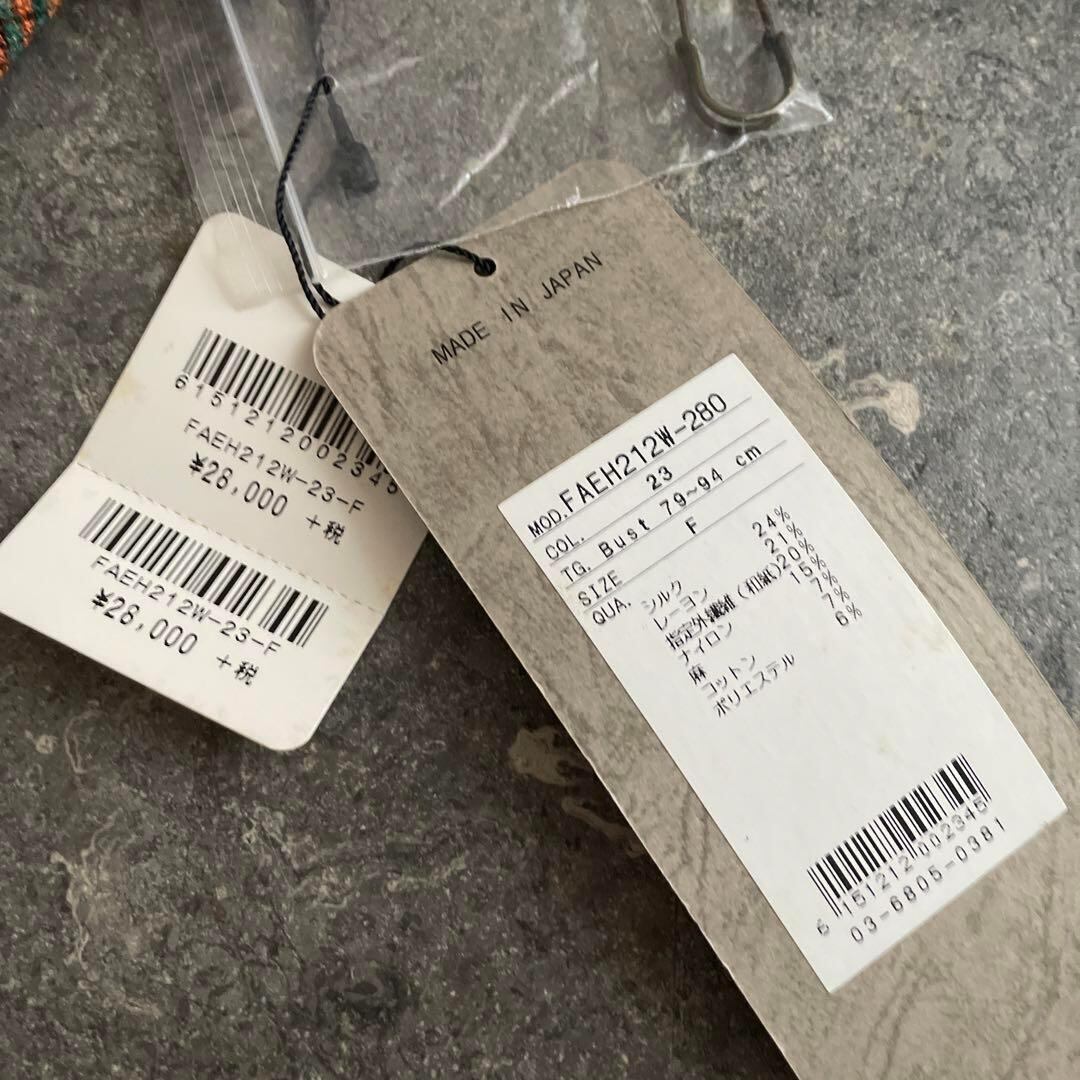 6151212002345
FAEH212W-23-F
¥28,000 +税
FAEH212W-23-F
¥28,000 +税
MADE IN JAPAN
MOD. FAEH212W-280
COL. 23
TG. Bust 79~94 cm
SIZE F
QUA. シルク 24%
レーヨン 21%
指定外繊維(和紙)20%
ナイロン 15%
麻 7%
コットン 7%
ポリエステル 6%
6151212002345
03-6805-0381